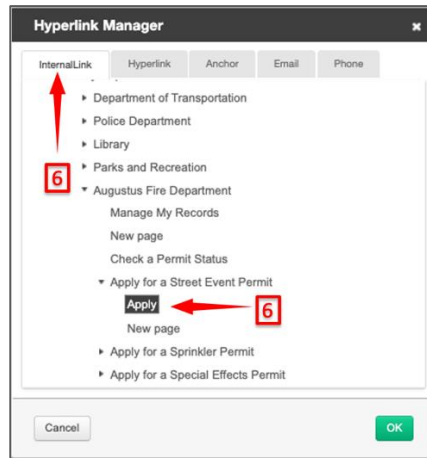 Hyperlink Manager ×
InternalLink Hyperlink Anchor Email Phone
Department of Transportation
Police Department
Library
Parks and Recreation
6
Augustus Fire Department
Manage My Records
New page
Check a Permit Status
Apply for a Street Event Permit
Apply 6
New page
Apply for a Sprinkler Permit
Apply for a Special Effects Permit
Cancel OK